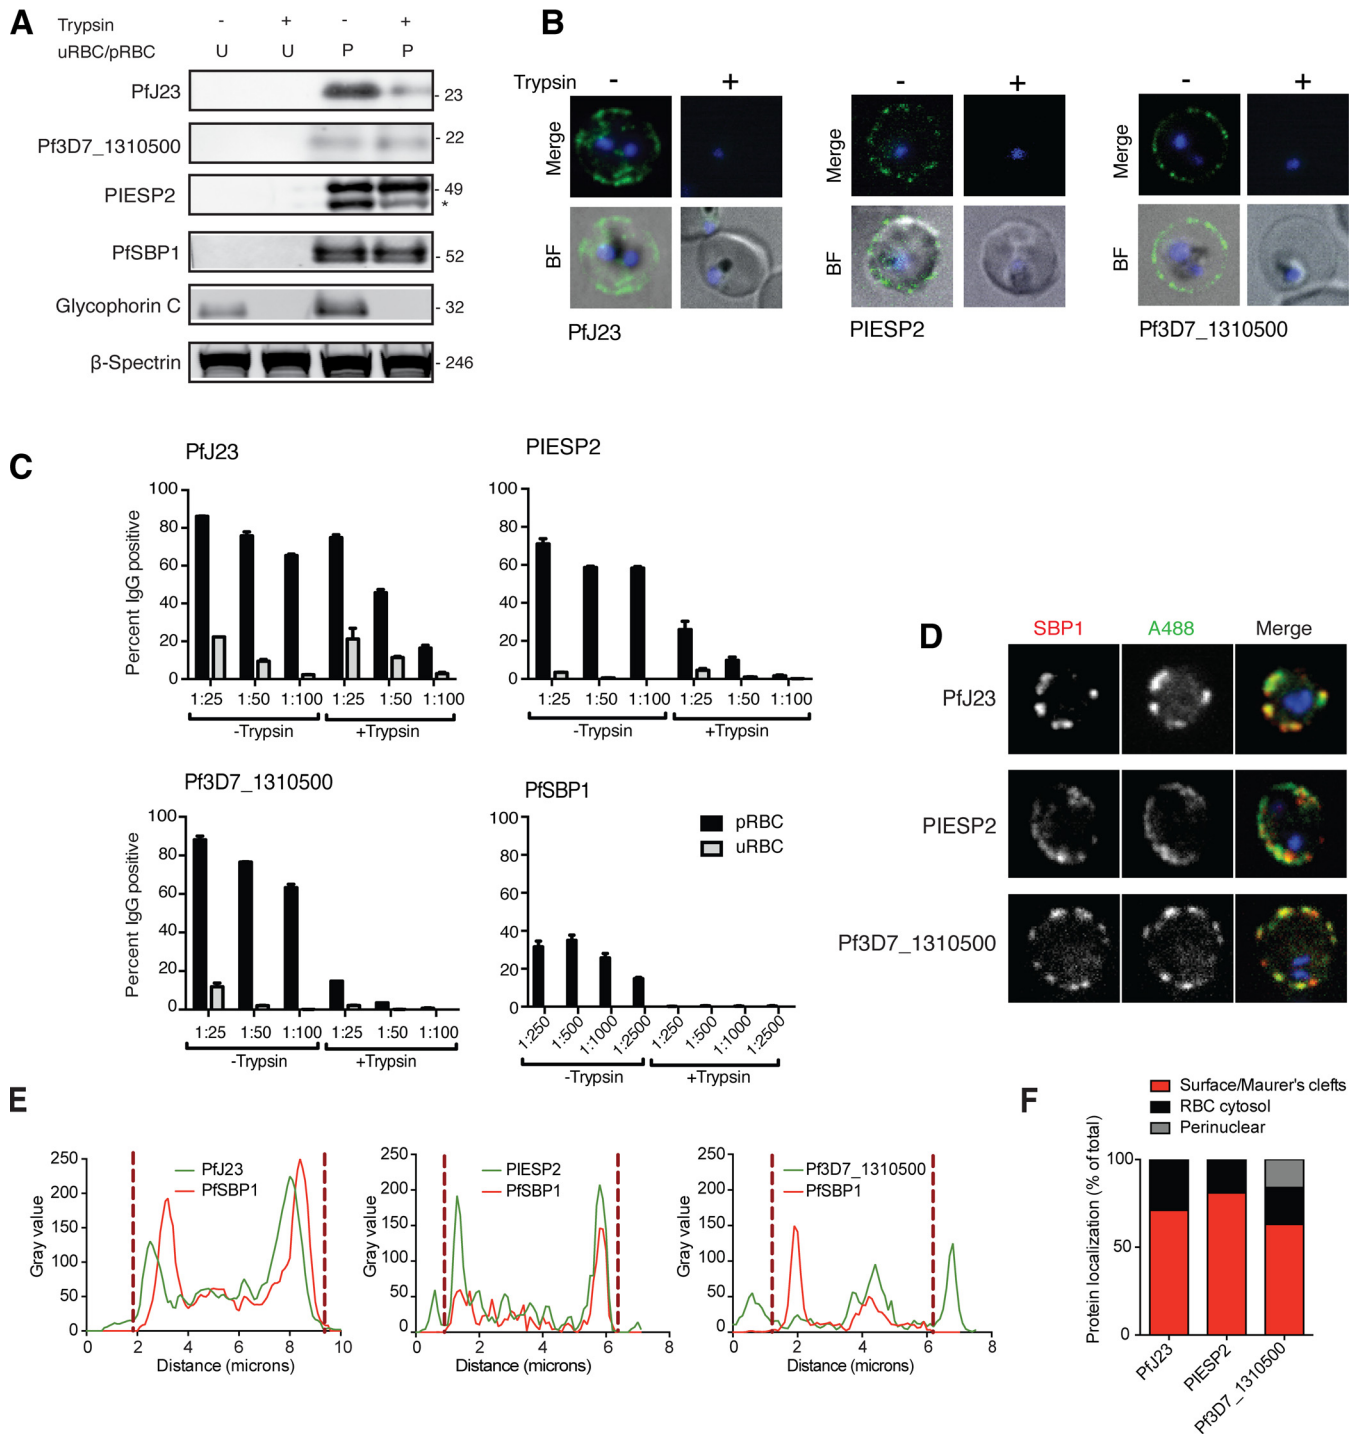 A
Trypsin - + - +
uRBC/pRBC U U P P
PfJ23 - 23
Pf3D7_1310500 - 22
PIESP2 - 49
*
PfSBP1 - 52
Glycophorin C - 32
β-Spectrin - 246
B
Trypsin - + - + - +
Merge Merge Merge
BF BF BF
PfJ23 PIESP2 Pf3D7_1310500
C
PfJ23
Percent IgG positive
100
80
60
40
20
0
1:25 1:50 1:100 1:25 1:50 1:100
-Trypsin +Trypsin
PIESP2
100
80
60
40
20
0
1:25 1:50 1:100 1:25 1:50 1:100
-Trypsin +Trypsin
Pf3D7_1310500
Percent IgG positive
100
80
60
40
20
0
1:25 1:50 1:100 1:25 1:50 1:100
-Trypsin +Trypsin
PfSBP1
pRBC
uRBC
100
80
60
40
20
0
1:250 1:500 1:1000 1:2500 1:250 1:500 1:1000 1:2500
-Trypsin +Trypsin
D
SBP1 A488 Merge
PfJ23
PIESP2
Pf3D7_1310500
E
Gray value
250
200
150
100
50
0
PfJ23
PfSBP1
0 2 4 6 8 10
Distance (microns)
Gray value
250
200
150
100
50
0
PIESP2
PfSBP1
0 2 4 6 8
Distance (microns)
Gray value
250
200
150
100
50
0
Pf3D7_1310500
PfSBP1
0 2 4 6 8
Distance (microns)
F
Surface/Maurer's clefts
RBC cytosol
Perinuclear
Protein localization (% of total)
100
50
0
PfJ23 PIESP2 Pf3D7_1310500